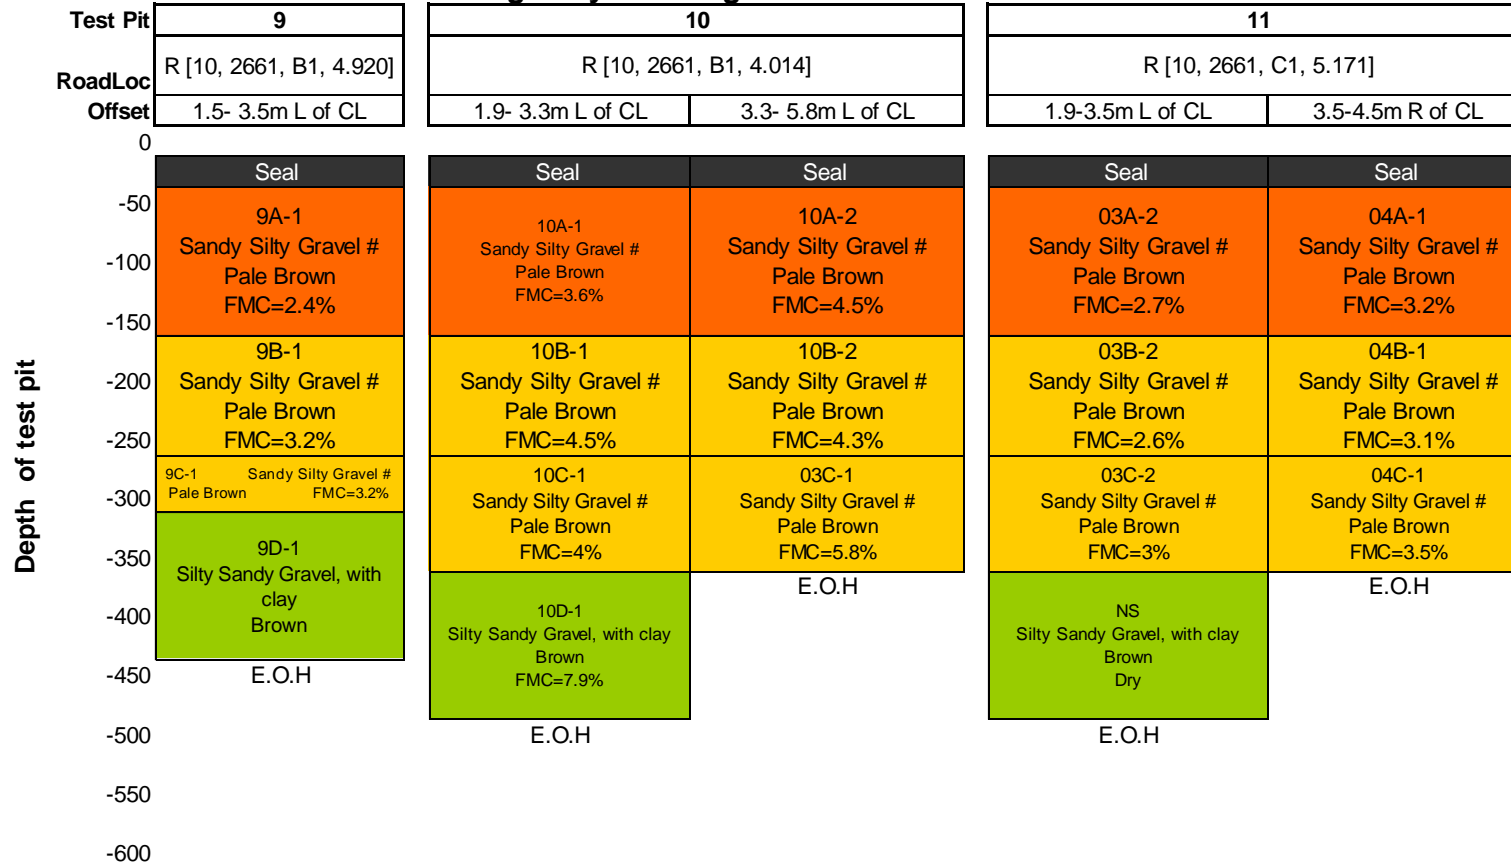 Test Pit 9 10 11
RoadLoc R [10, 2661, B1, 4.920] R [10, 2661, B1, 4.014] R [10, 2661, C1, 5.171]
Offset 1.5- 3.5m L of CL 1.9- 3.3m L of CL 3.3- 5.8m L of CL 1.9-3.5m L of CL 3.5-4.5m R of CL
Depth of test pit
0
-50
-100
-150
-200
-250
-300
-350
-400
-450
-500
-550
-600
Seal
9A-1
Sandy Silty Gravel #
Pale Brown
FMC=2.4%
9B-1
Sandy Silty Gravel #
Pale Brown
FMC=3.2%
9C-1 Sandy Silty Gravel #
Pale Brown FMC=3.2%
9D-1
Silty Sandy Gravel, with
clay
Brown
E.O.H
Seal
10A-1
Sandy Silty Gravel #
Pale Brown
FMC=3.6%
10B-1
Sandy Silty Gravel #
Pale Brown
FMC=4.5%
10C-1
Sandy Silty Gravel #
Pale Brown
FMC=4%
10D-1
Silty Sandy Gravel, with clay
Brown
FMC=7.9%
E.O.H
Seal
10A-2
Sandy Silty Gravel #
Pale Brown
FMC=4.5%
10B-2
Sandy Silty Gravel #
Pale Brown
FMC=4.3%
03C-1
Sandy Silty Gravel #
Pale Brown
FMC=5.8%
E.O.H
Seal
03A-2
Sandy Silty Gravel #
Pale Brown
FMC=2.7%
03B-2
Sandy Silty Gravel #
Pale Brown
FMC=2.6%
03C-2
Sandy Silty Gravel #
Pale Brown
FMC=3%
NS
Silty Sandy Gravel, with clay
Brown
Dry
E.O.H
Seal
04A-1
Sandy Silty Gravel #
Pale Brown
FMC=3.2%
04B-1
Sandy Silty Gravel #
Pale Brown
FMC=3.1%
04C-1
Sandy Silty Gravel #
Pale Brown
FMC=3.5%
E.O.H